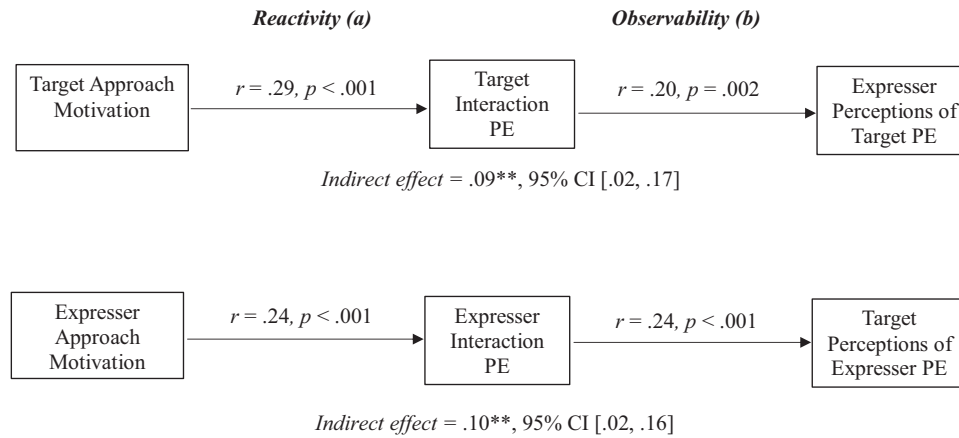 Reactivity (a)
Observability (b)
Target Approach
Motivation
r = .29, p < .001
Target
Interaction
PE
r = .20, p = .002
Expresser
Perceptions of
Target PE
Indirect effect = .09**, 95% CI [.02, .17]
Expresser
Approach
Motivation
r = .24, p < .001
Expresser
Interaction
PE
r = .24, p < .001
Target
Perceptions of
Expresser PE
Indirect effect = .10**, 95% CI [.02, .16]